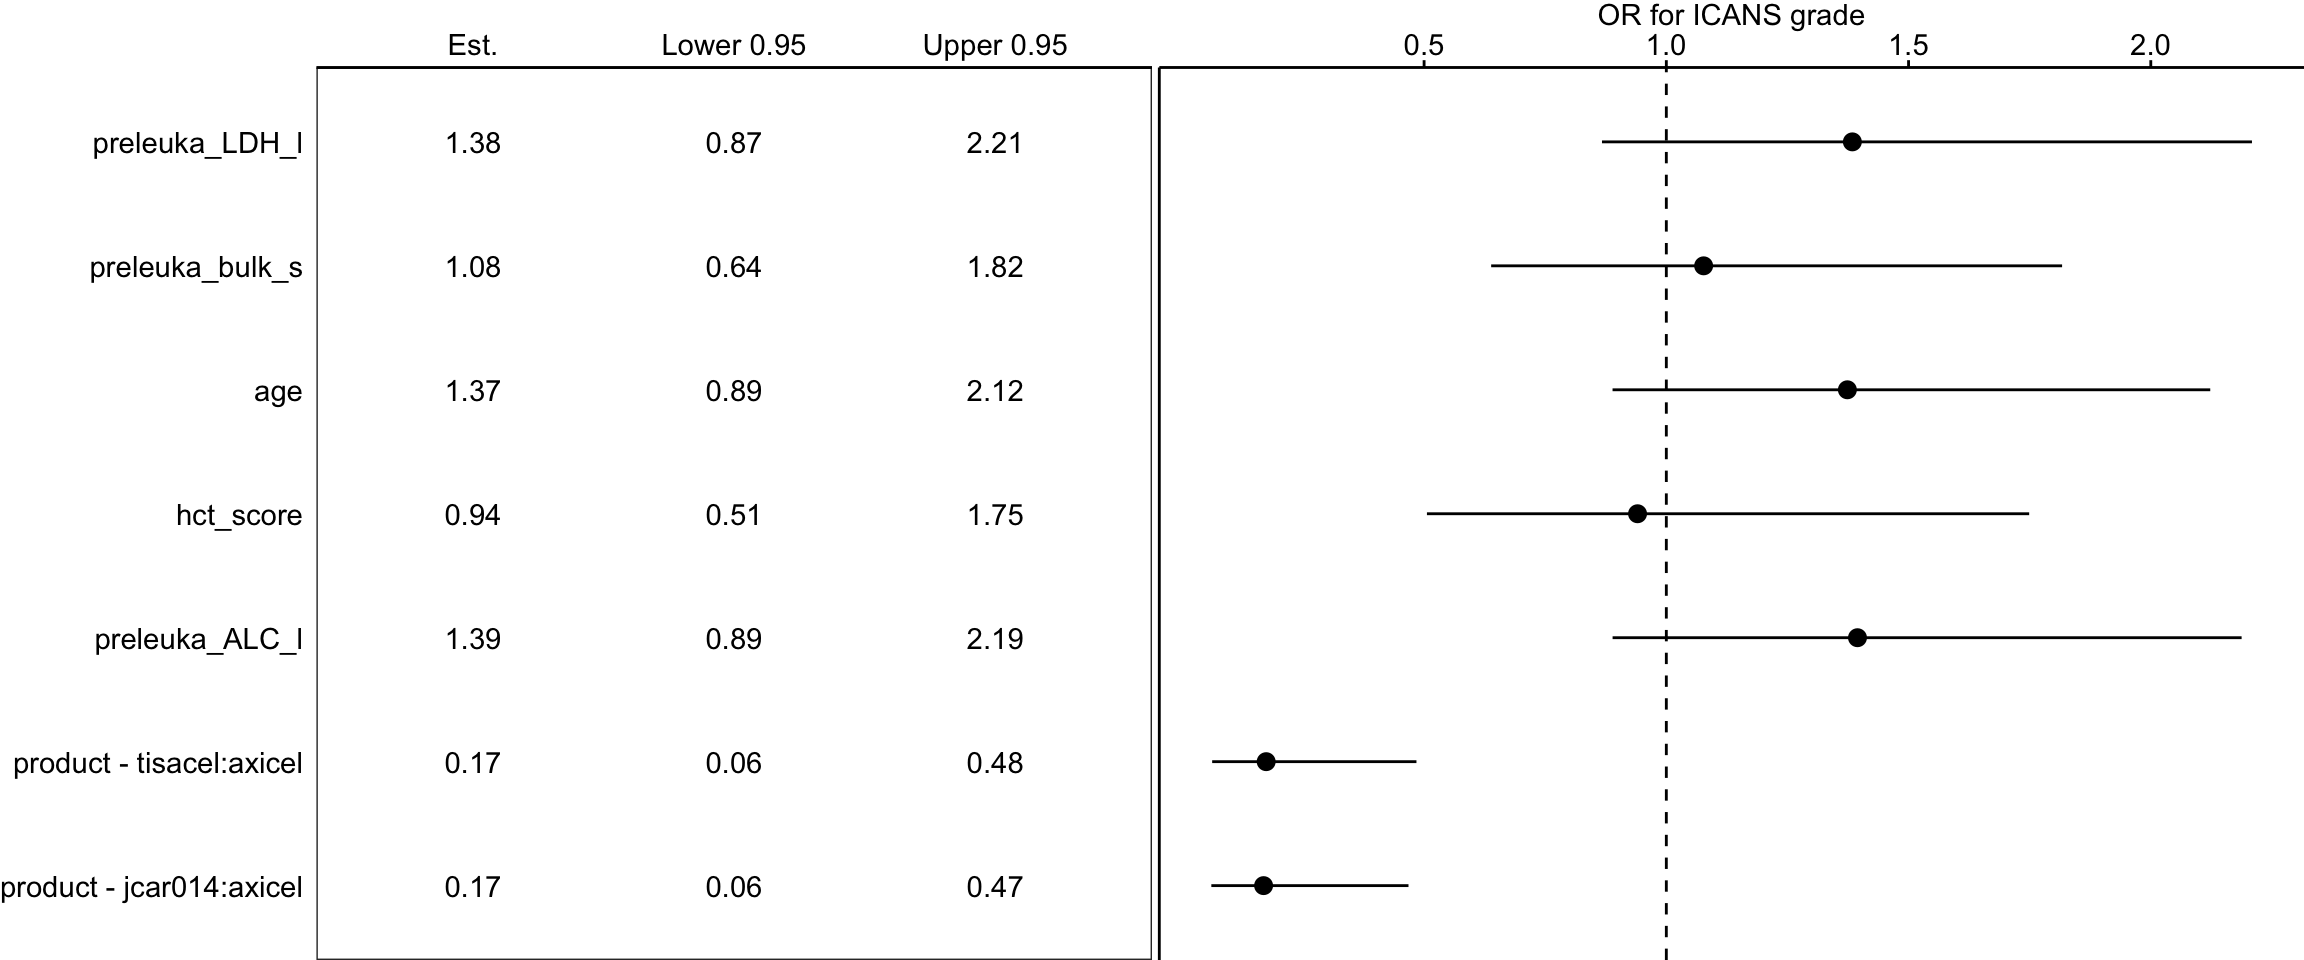 OR for ICANS grade
Est. Lower 0.95 Upper 0.95 0.5 1.0 1.5 2.0
preleuka_LDH_l 1.38 0.87 2.21
preleuka_bulk_s 1.08 0.64 1.82
age 1.37 0.89 2.12
hct_score 0.94 0.51 1.75
preleuka_ALC_l 1.39 0.89 2.19
product - tisacel:axicel 0.17 0.06 0.48
product - jcar014:axicel 0.17 0.06 0.47